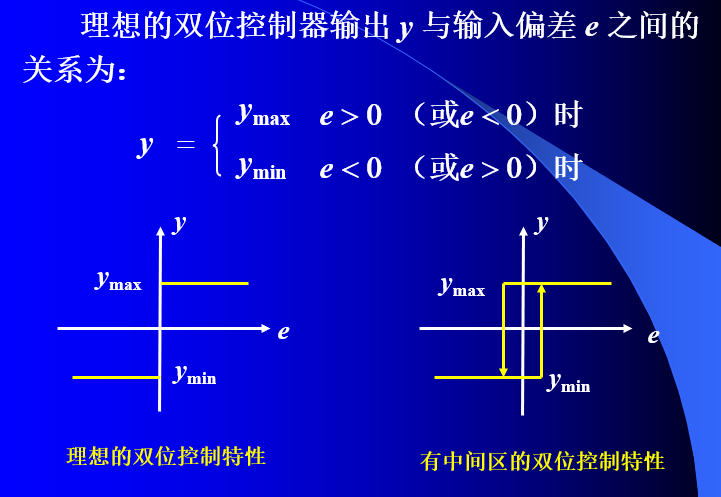 理想的双位控制器输出 y 与输入偏差 e 之间的
关系为：
y = { ymax e > 0 （或e < 0）时
ymin e < 0 （或e > 0）时
y
ymax
e
ymin
理想的双位控制特性
y
ymax
e
ymin
有中间区的双位控制特性